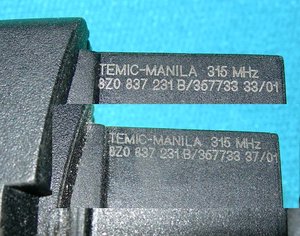 TEMIC-MANILA 315 MHz
8Z0 837 231 B/357733 33/01
TEMIC-MANILA 315 MHz
8Z0 837 231 B/357733 37/01